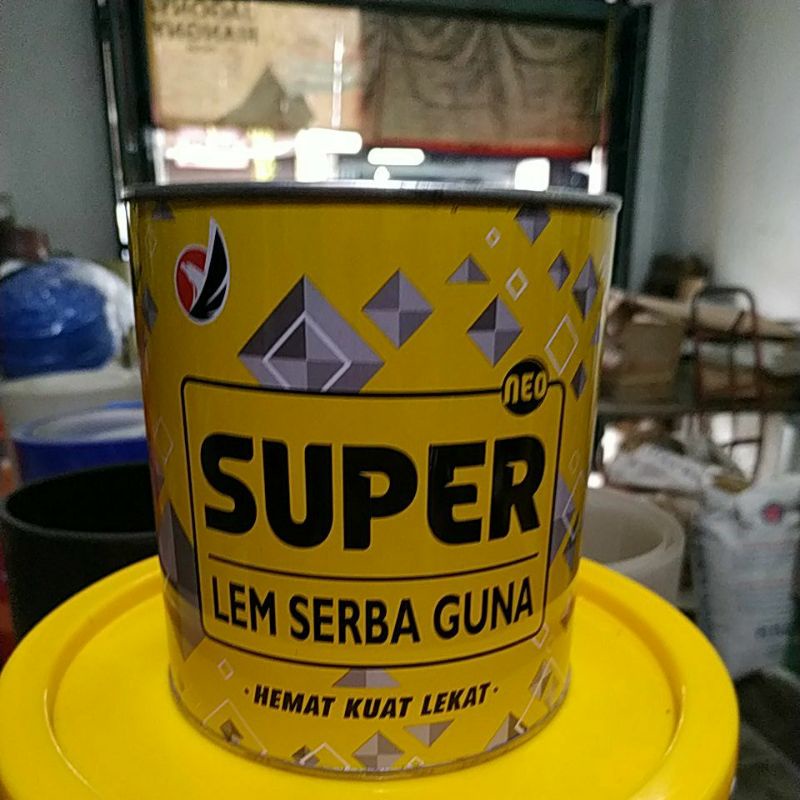 neo
SUPER
LEM SERBA GUNA
· HEMAT KUAT LEKAT ·